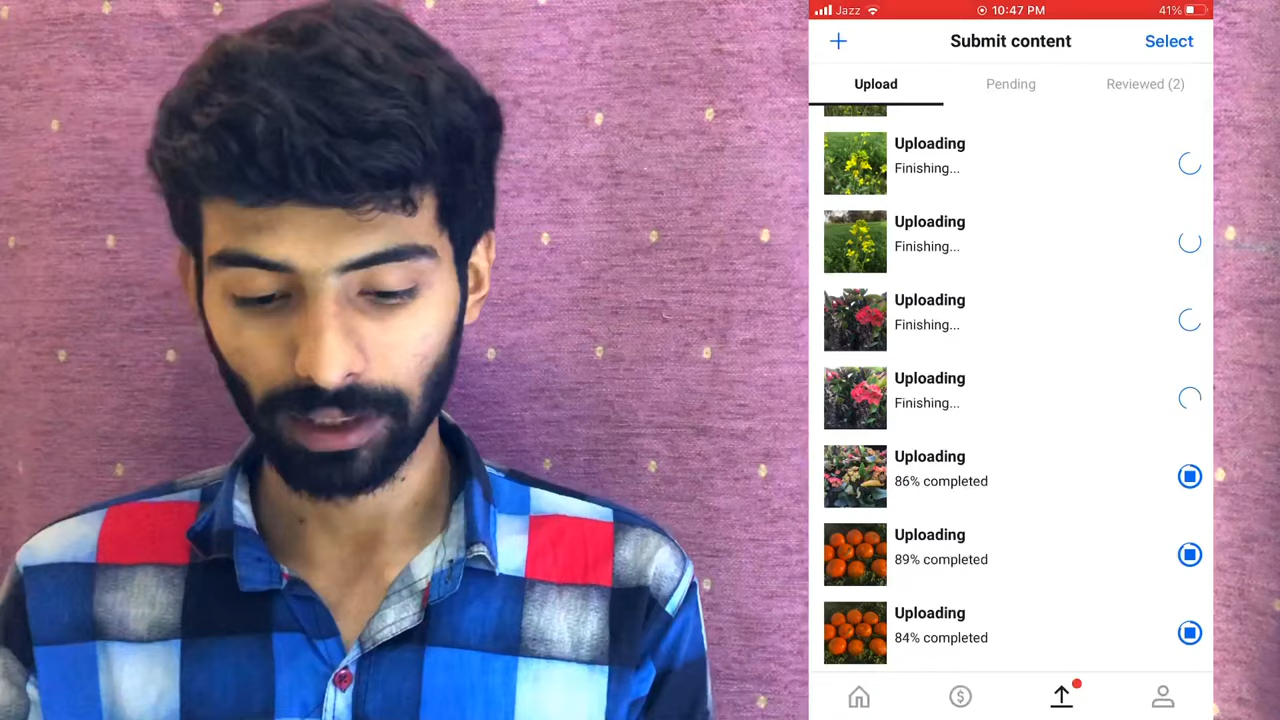 Jazz
10:47 PM
41%
Submit content
Select
Upload
Pending
Reviewed (2)
Uploading
Finishing...
Uploading
Finishing...
Uploading
Finishing...
Uploading
Finishing...
Uploading
86% completed
Uploading
89% completed
Uploading
84% completed